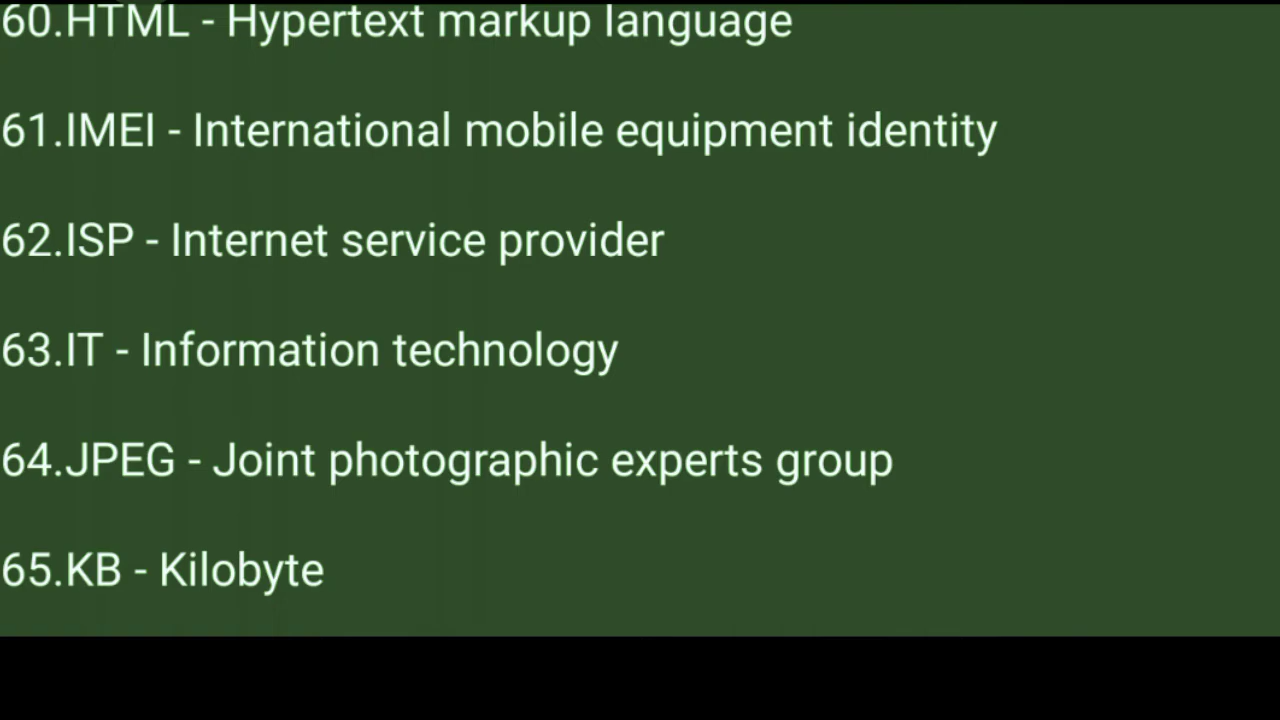 60.HTML - Hypertext markup language
61.IMEI - International mobile equipment identity
62.ISP - Internet service provider
63.IT - Information technology
64.JPEG - Joint photographic experts group
65.KB - Kilobyte